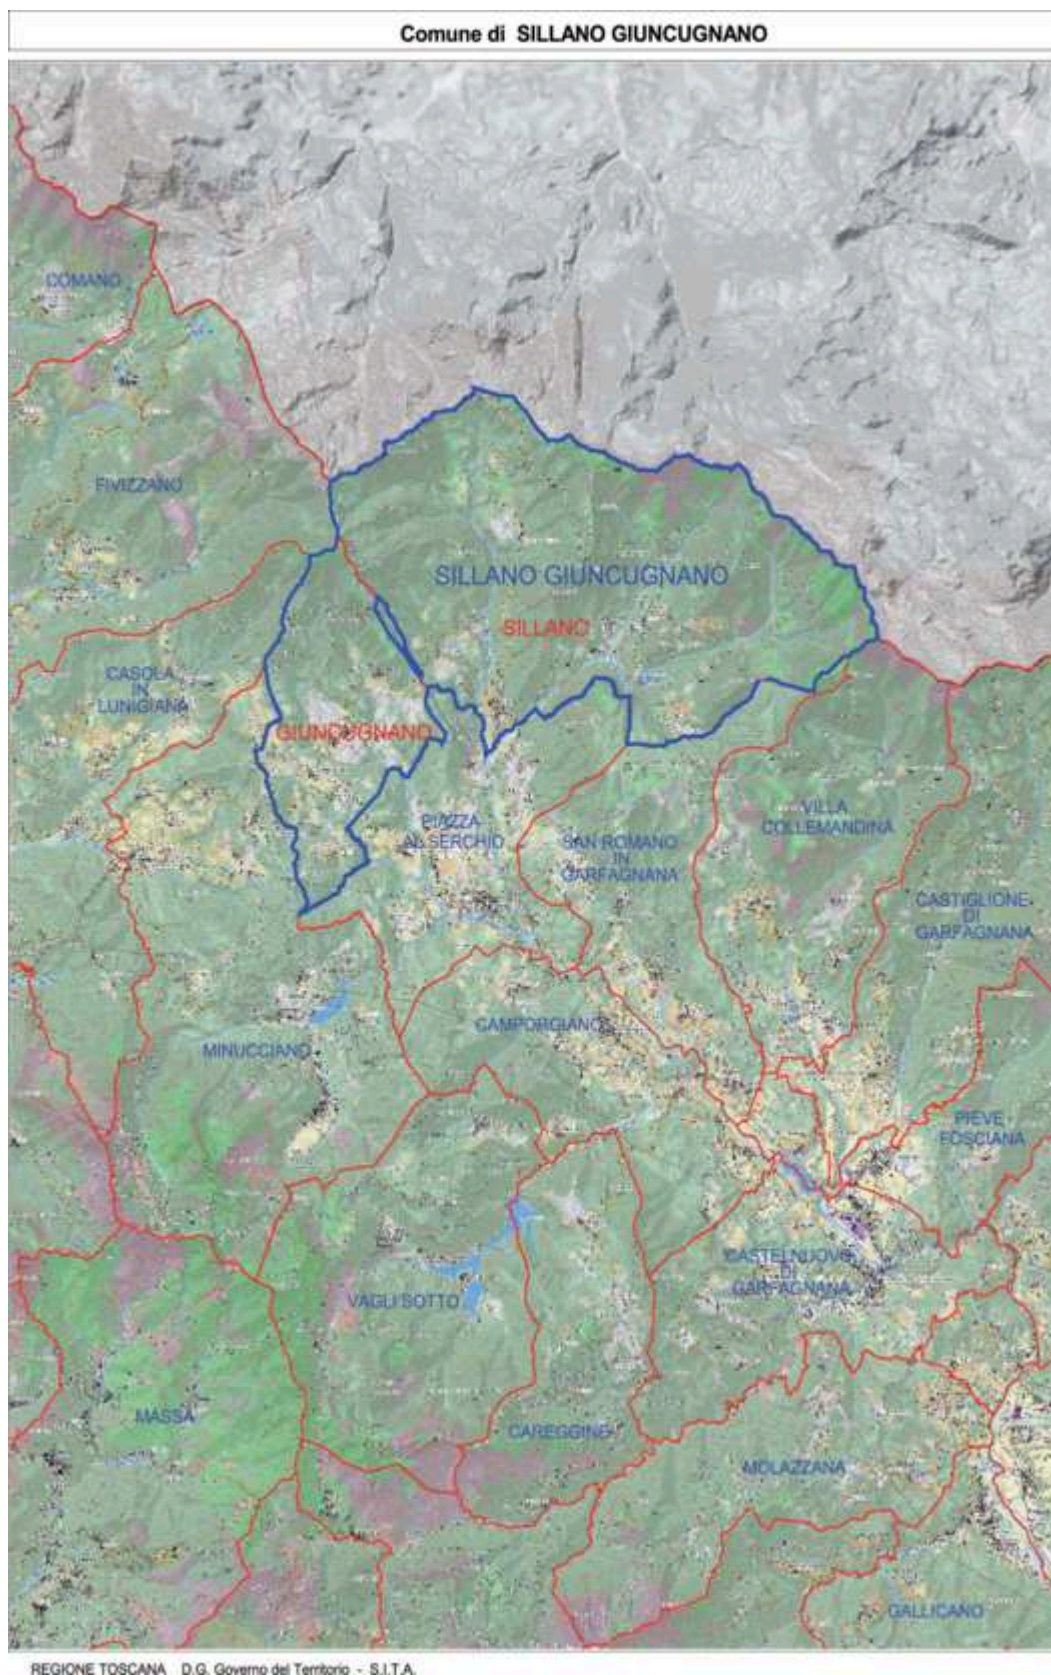 Comune di SILLANO GIUNCUGNANO
COMANO
FIVIZZANO
SILLANO GIUNCUGNANO
SILLANO
CASOLA
IN
LUNIGIANA
GIUNCUGNANO
PIAZZA
AL SERCHIO
SAN ROMANO
IN
GARFAGNANA
VILLA
COLLEMANDINA
CASTIGLIONE
DI
GARFAGNANA
CAMPORGIANO
MINUCCIANO
PIEVE
FOSCIANA
CASTELNUOVO
DI
GARFAGNANA
VAGLI SOTTO
MASSA
CAREGGINE
MOLAZZANA
GALLICANO
REGIONE TOSCANA D.G. Governo del Territorio - S.I.T.A.